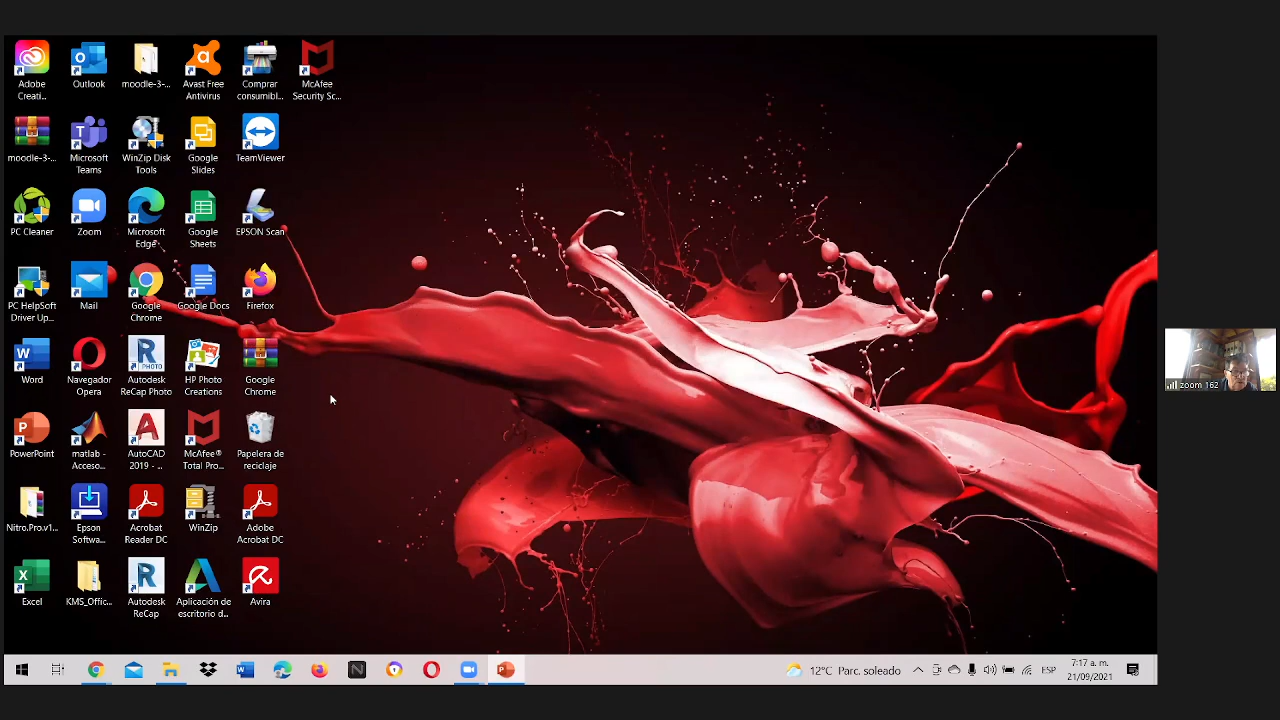 Adobe
Creati...
Outlook
moodle-3-...
Avast Free
Antivirus
Comprar
consumibl...
McAfee
Security Sc...
moodle-3-...
Microsoft
Teams
WinZip Disk
Tools
Google
Slides
TeamViewer
PC Cleaner
Zoom
Microsoft
Edge
Google
Sheets
EPSON Scan
PC HelpSoft
Driver Up...
Mail
Google
Chrome
Google Docs
Firefox
Word
Navegador
Opera
Autodesk
ReCap Photo
HP Photo
Creations
Google
Chrome
PowerPoint
matlab -
Acceso...
AutoCAD
2019 - ...
McAfee®
Total Pro...
Papelera de
reciclaje
Nitro.Pro.v1...
Epson
Softwa...
Acrobat
Reader DC
WinZip
Adobe
Acrobat DC
Excel
KMS_Offic...
Autodesk
ReCap
Aplicación de
escritorio d...
Avira
12°C Parc. soleado
ESP
7:17 a. m.
21/09/2021
zoom 162